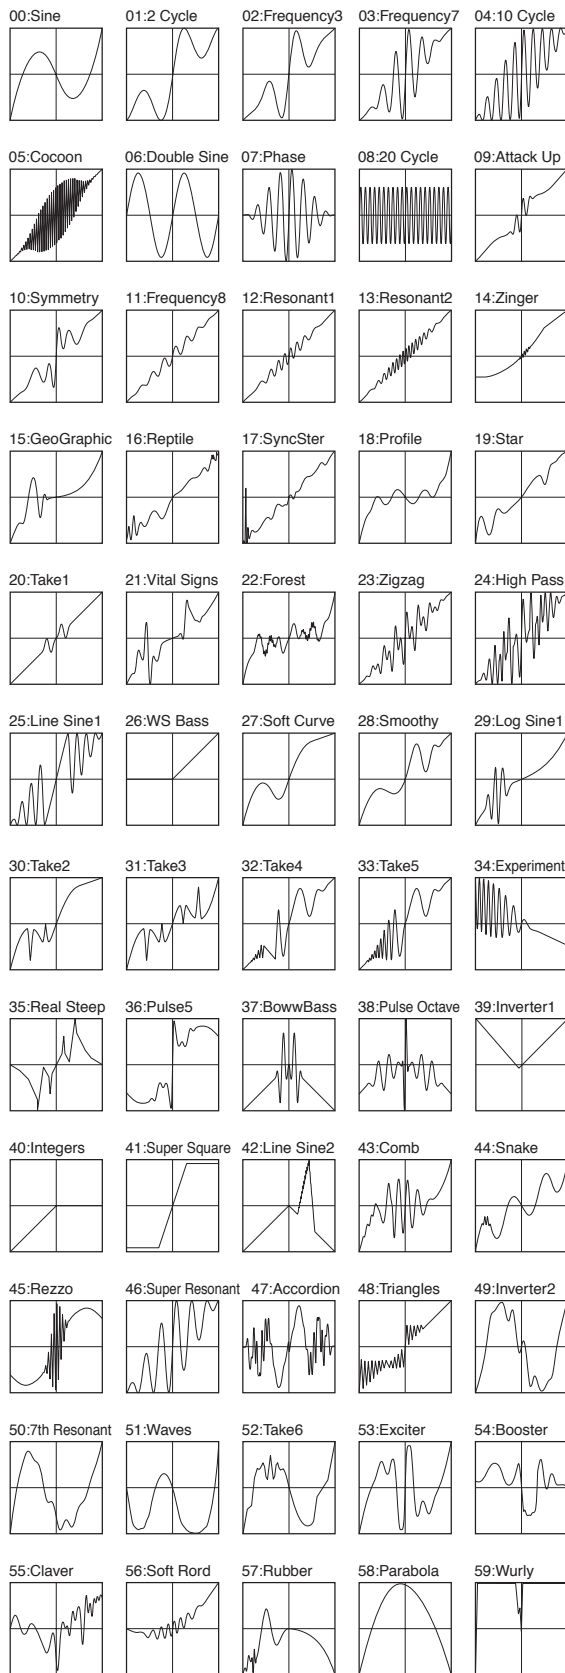 00:Sine 01:2 Cycle 02:Frequency3 03:Frequency7 04:10 Cycle
05:Cocoon 06:Double Sine 07:Phase 08:20 Cycle 09:Attack Up
10:Symmetry 11:Frequency8 12:Resonant1 13:Resonant2 14:Zinger
15:GeoGraphic 16:Reptile 17:SyncSter 18:Profile 19:Star
20:Take1 21:Vital Signs 22:Forest 23:Zigzag 24:High Pass
25:Line Sine1 26:WS Bass 27:Soft Curve 28:Smoothy 29:Log Sine1
30:Take2 31:Take3 32:Take4 33:Take5 34:Experiment
35:Real Steep 36:Pulse5 37:BowwBass 38:Pulse Octave 39:Inverter1
40:Integers 41:Super Square 42:Line Sine2 43:Comb 44:Snake
45:Rezzo 46:Super Resonant 47:Accordion 48:Triangles 49:Inverter2
50:7th Resonant 51:Waves 52:Take6 53:Exciter 54:Booster
55:Claver 56:Soft Rord 57:Rubber 58:Parabola 59:Wurly